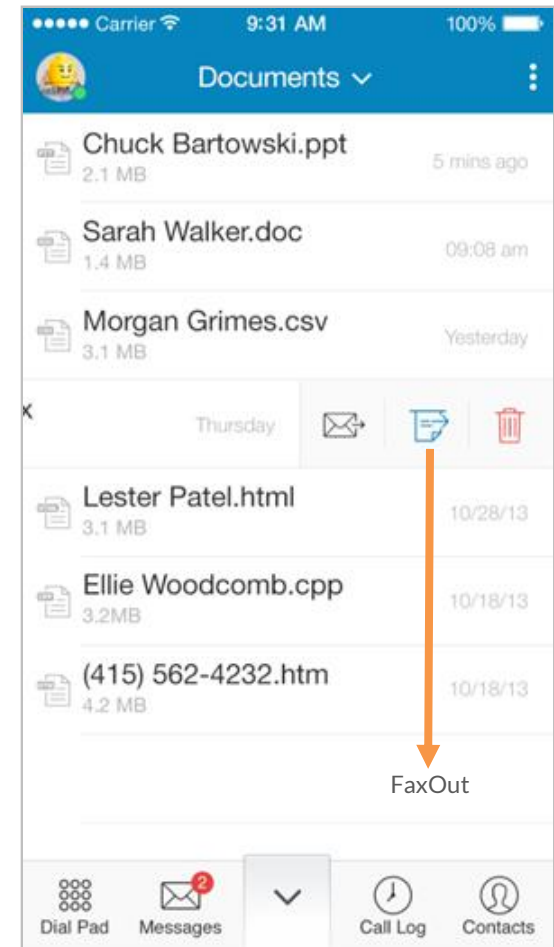 Carrier 9:31 AM 100%
Documents
Chuck Bartowski.ppt
2.1 MB
5 mins ago
Sarah Walker.doc
1.4 MB
09:08 am
Morgan Grimes.csv
3.1 MB
Yesterday
x
Thursday
Lester Patel.html
3.1 MB
10/28/13
Ellie Woodcomb.cpp
3.2MB
10/18/13
(415) 562-4232.htm
4.2 MB
10/18/13
FaxOut
2
Dial Pad Messages Call Log Contacts